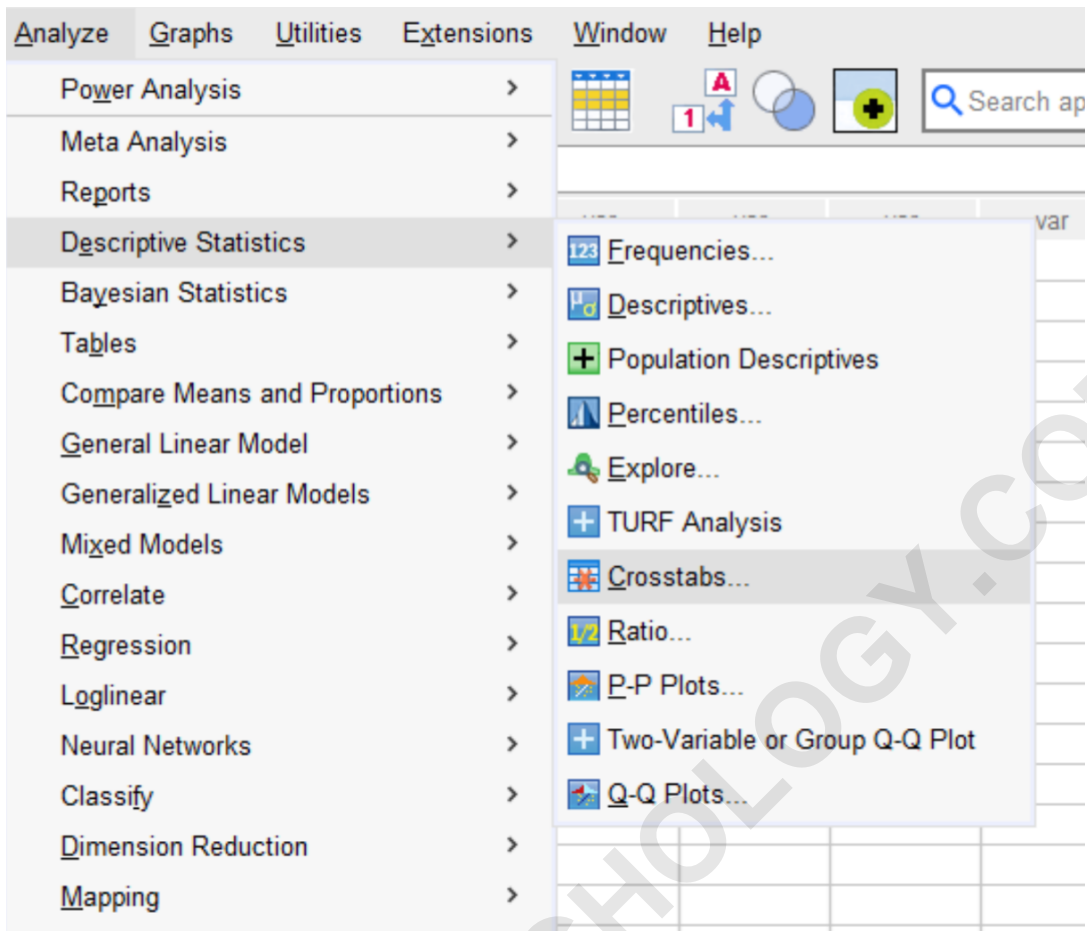 Analyze Graphs Utilities Extensions Window Help
Search ap
Power Analysis
Meta Analysis
Reports
Descriptive Statistics
Bayesian Statistics
Tables
Compare Means and Proportions
General Linear Model
Generalized Linear Models
Mixed Models
Correlate
Regression
Loglinear
Neural Networks
Classify
Dimension Reduction
Mapping
var
Frequencies...
Descriptives...
Population Descriptives
Percentiles...
Explore...
TURF Analysis
Crosstabs...
Ratio...
P-P Plots...
Two-Variable or Group Q-Q Plot
Q-Q Plots...